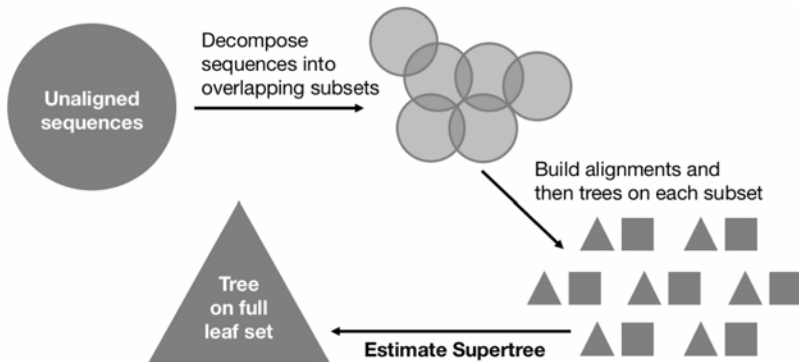 Unaligned
sequences
Decompose
sequences into
overlapping subsets
Build alignments and
then trees on each subset
Estimate Supertree
Tree
on full
leaf set